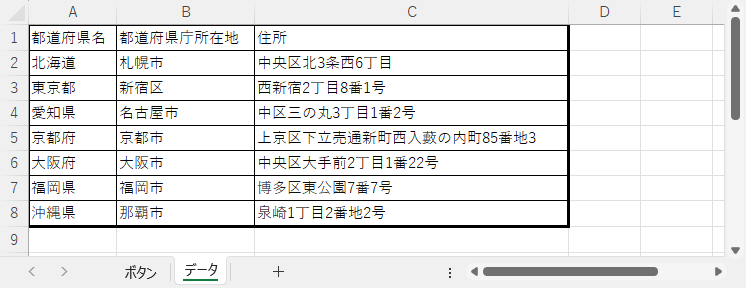 A B C D E
1 都道府県名 都道府県庁所在地 住所
2 北海道 札幌市 中央区北3条西6丁目
3 東京都 新宿区 西新宿2丁目8番1号
4 愛知県 名古屋市 中区三の丸3丁目1番2号
5 京都府 京都市 上京区下立売通新町西入藪の内町85番地3
6 大阪府 大阪市 中央区大手前2丁目1番22号
7 福岡県 福岡市 博多区東公園7番7号
8 沖縄県 那覇市 泉崎1丁目2番地2号
9
ボタン データ